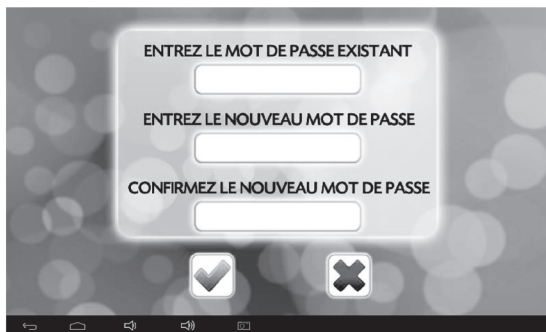 ENTREZ LE MOT DE PASSE EXISTANT
ENTREZ LE NOUVEAU MOT DE PASSE
CONFIRMEZ LE NOUVEAU MOT DE PASSE